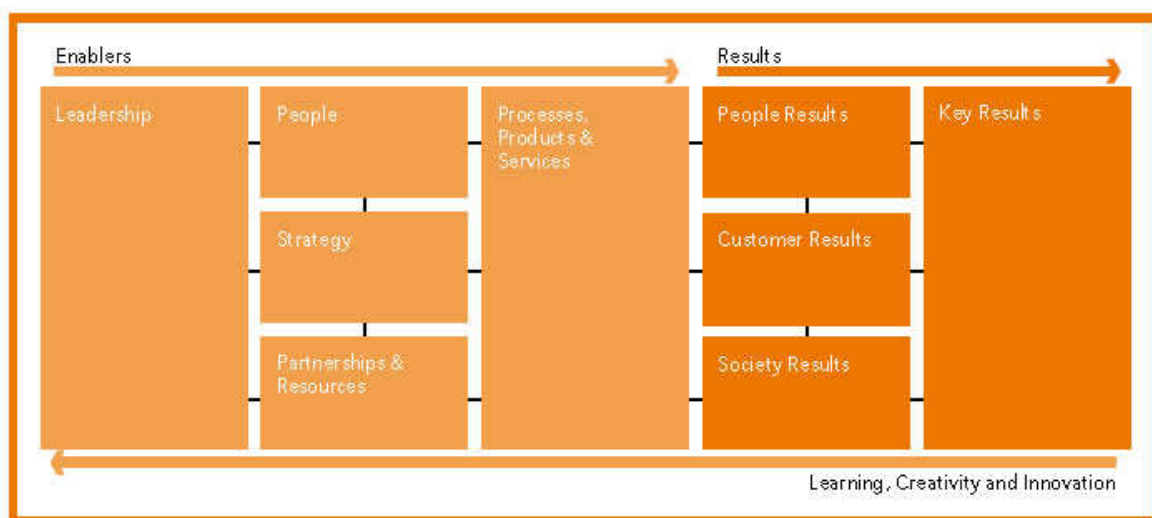 Enablers
Results
Leadership
People
Processes,
Products &
Services
People Results
Key Results
Strategy
Customer Results
Partnerships &
Resources
Society Results
Learning, Creativity and Innovation